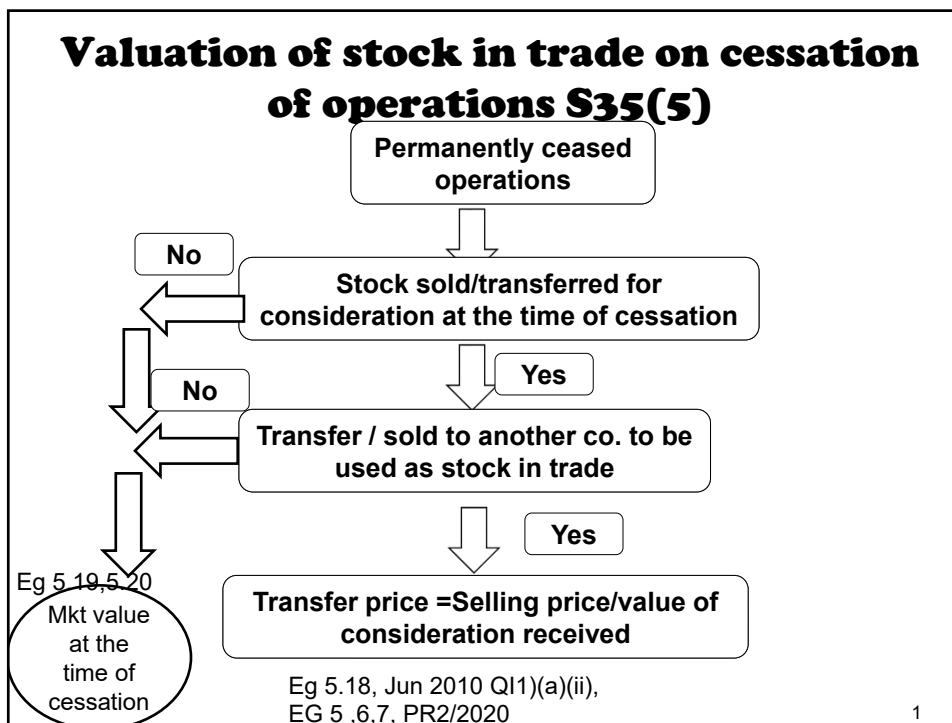 Valuation of stock in trade on cessation
of operations S35(5)
Permanently ceased
operations
No
Stock sold/transferred for
consideration at the time of cessation
Yes
No
Transfer / sold to another co. to be
used as stock in trade
Yes
Eg 5.19,5.20
Mkt value
at the
time of
cessation
Transfer price =Selling price/value of
consideration received
Eg 5.18, Jun 2010 QI1)(a)(ii),
EG 5 ,6,7, PR2/2020
1